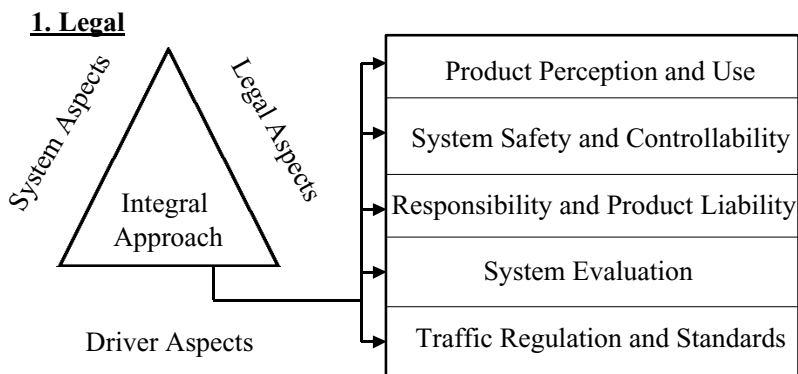 1. Legal
System Aspects
Legal Aspects
Integral
Approach
Driver Aspects
Product Perception and Use
System Safety and Controllability
Responsibility and Product Liability
System Evaluation
Traffic Regulation and Standards